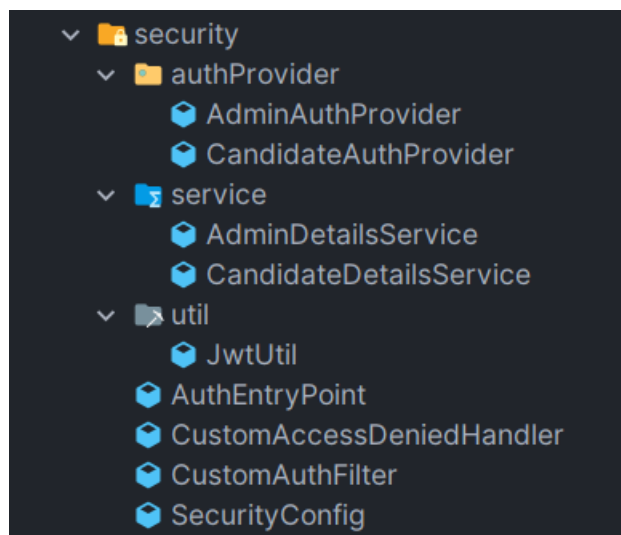 security
authProvider
AdminAuthProvider
CandidateAuthProvider
service
AdminDetailsService
CandidateDetailsService
util
JwtUtil
AuthEntryPoint
CustomAccessDeniedHandler
CustomAuthFilter
SecurityConfig